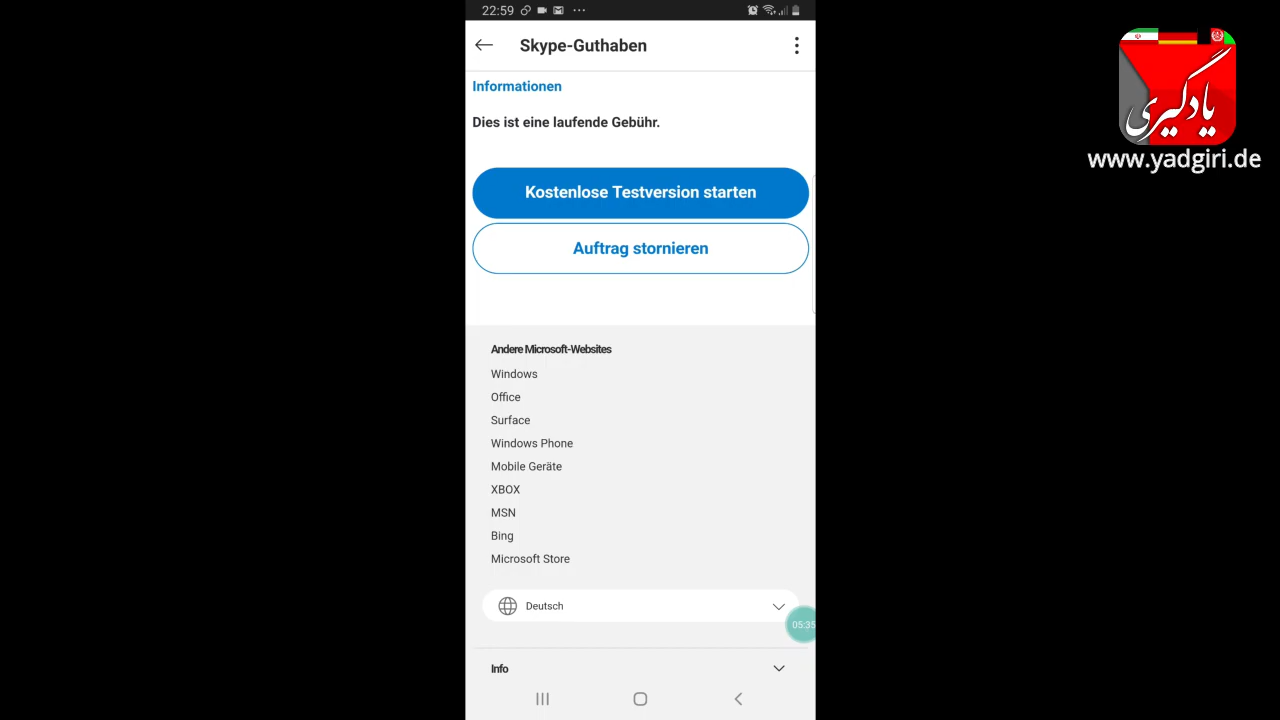 22:59
Skype-Guthaben
Informationen
Dies ist eine laufende Gebühr.
Kostenlose Testversion starten
Auftrag stornieren
Andere Microsoft-Websites
Windows
Office
Surface
Windows Phone
Mobile Geräte
XBOX
MSN
Bing
Microsoft Store
Deutsch
05:35
Info
یادگیری
www.yadgiri.de